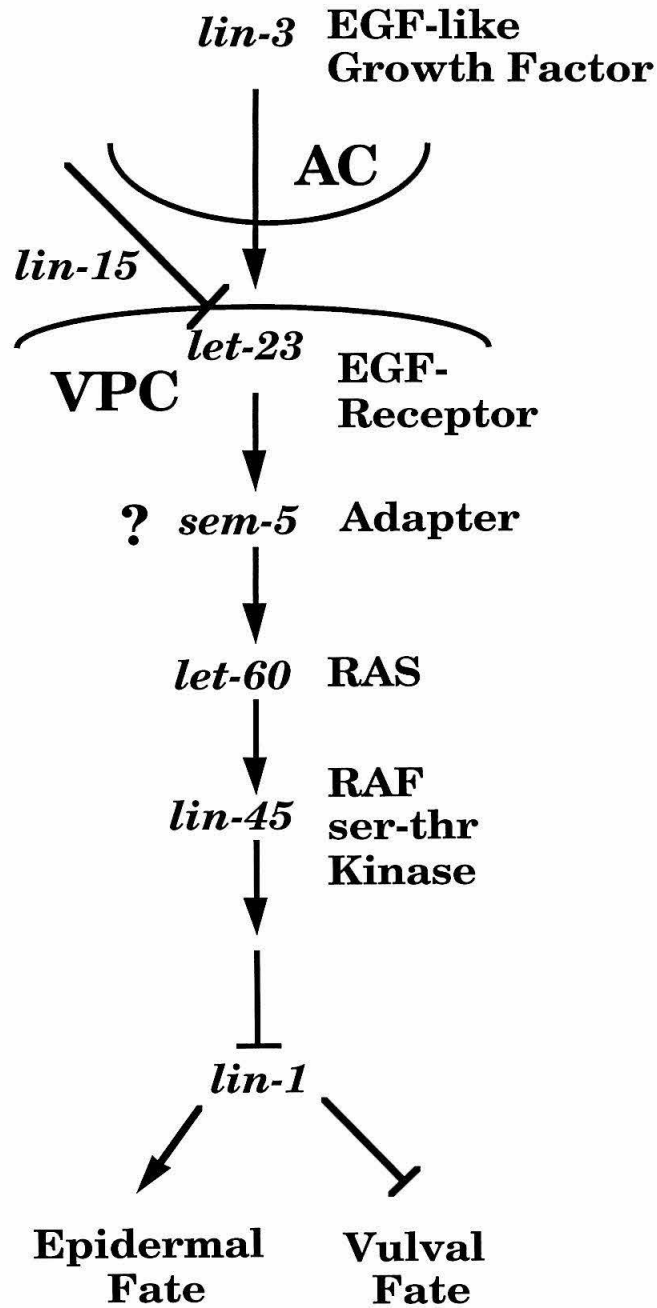 lin-3 EGF-like
Growth Factor
AC
lin-15
let-23
VPC
EGF-
Receptor
? sem-5 Adapter
let-60 RAS
lin-45
RAF
ser-thr
Kinase
lin-1
Epidermal
Fate
Vulval
Fate